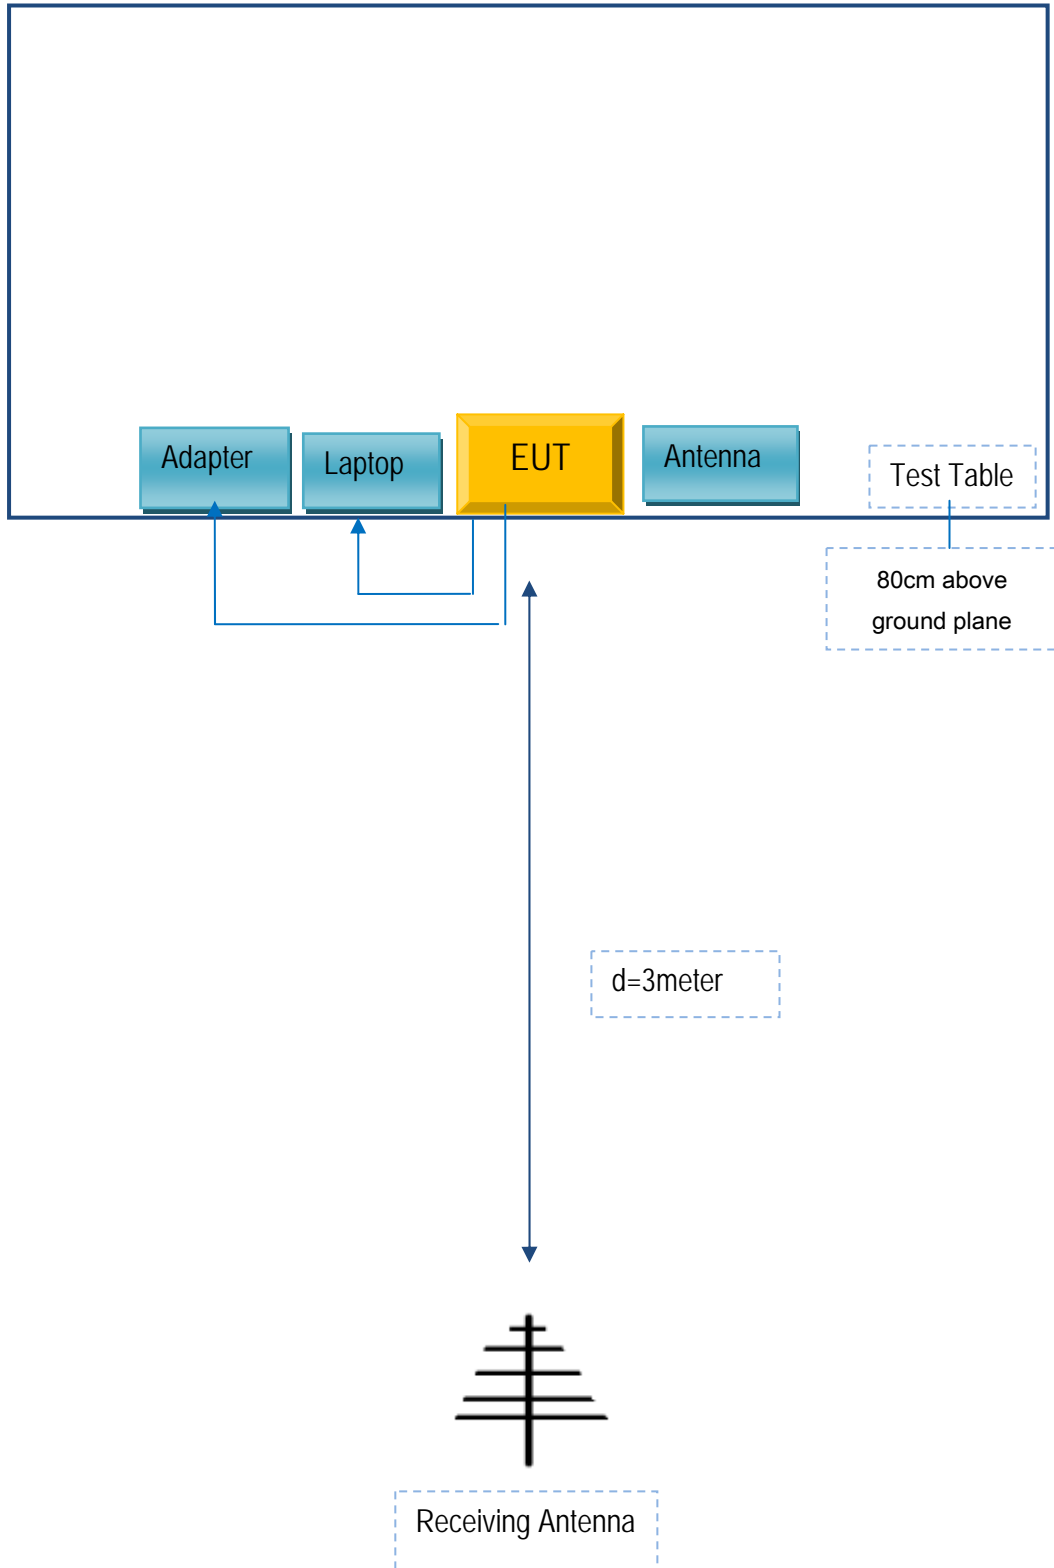 Adapter
Laptop
EUT
Antenna
Test Table
80cm above
ground plane
d=3meter
Receiving Antenna